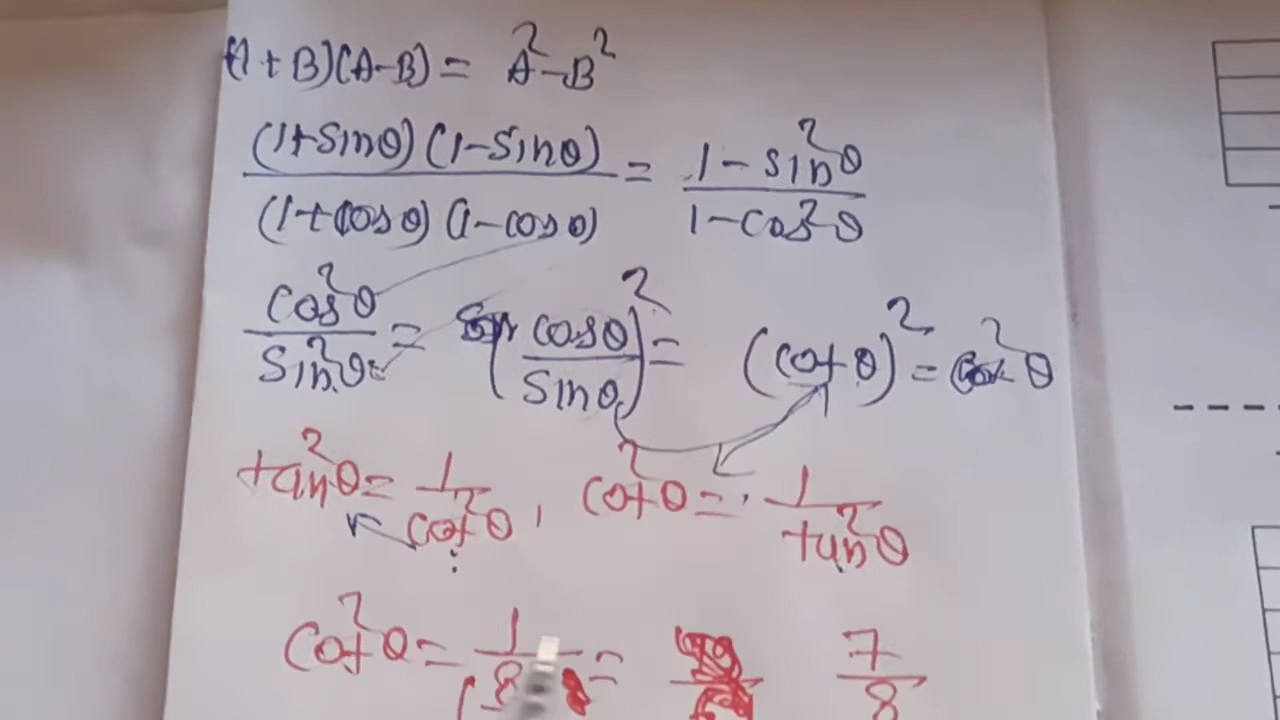 (A+B)(A-B) = A²-B²
(1+sinθ)(1-sinθ) / (1+cosθ)(1-cosθ) = 1-sin²θ / 1-cos²θ
cos²θ / sin²θ = (cosθ / sinθ)² = (cotθ)² = cot²θ
tan²θ = 1 / cot²θ , cot²θ = 1 / tan²θ
cot²θ = 1 / (8 = 7 / 8